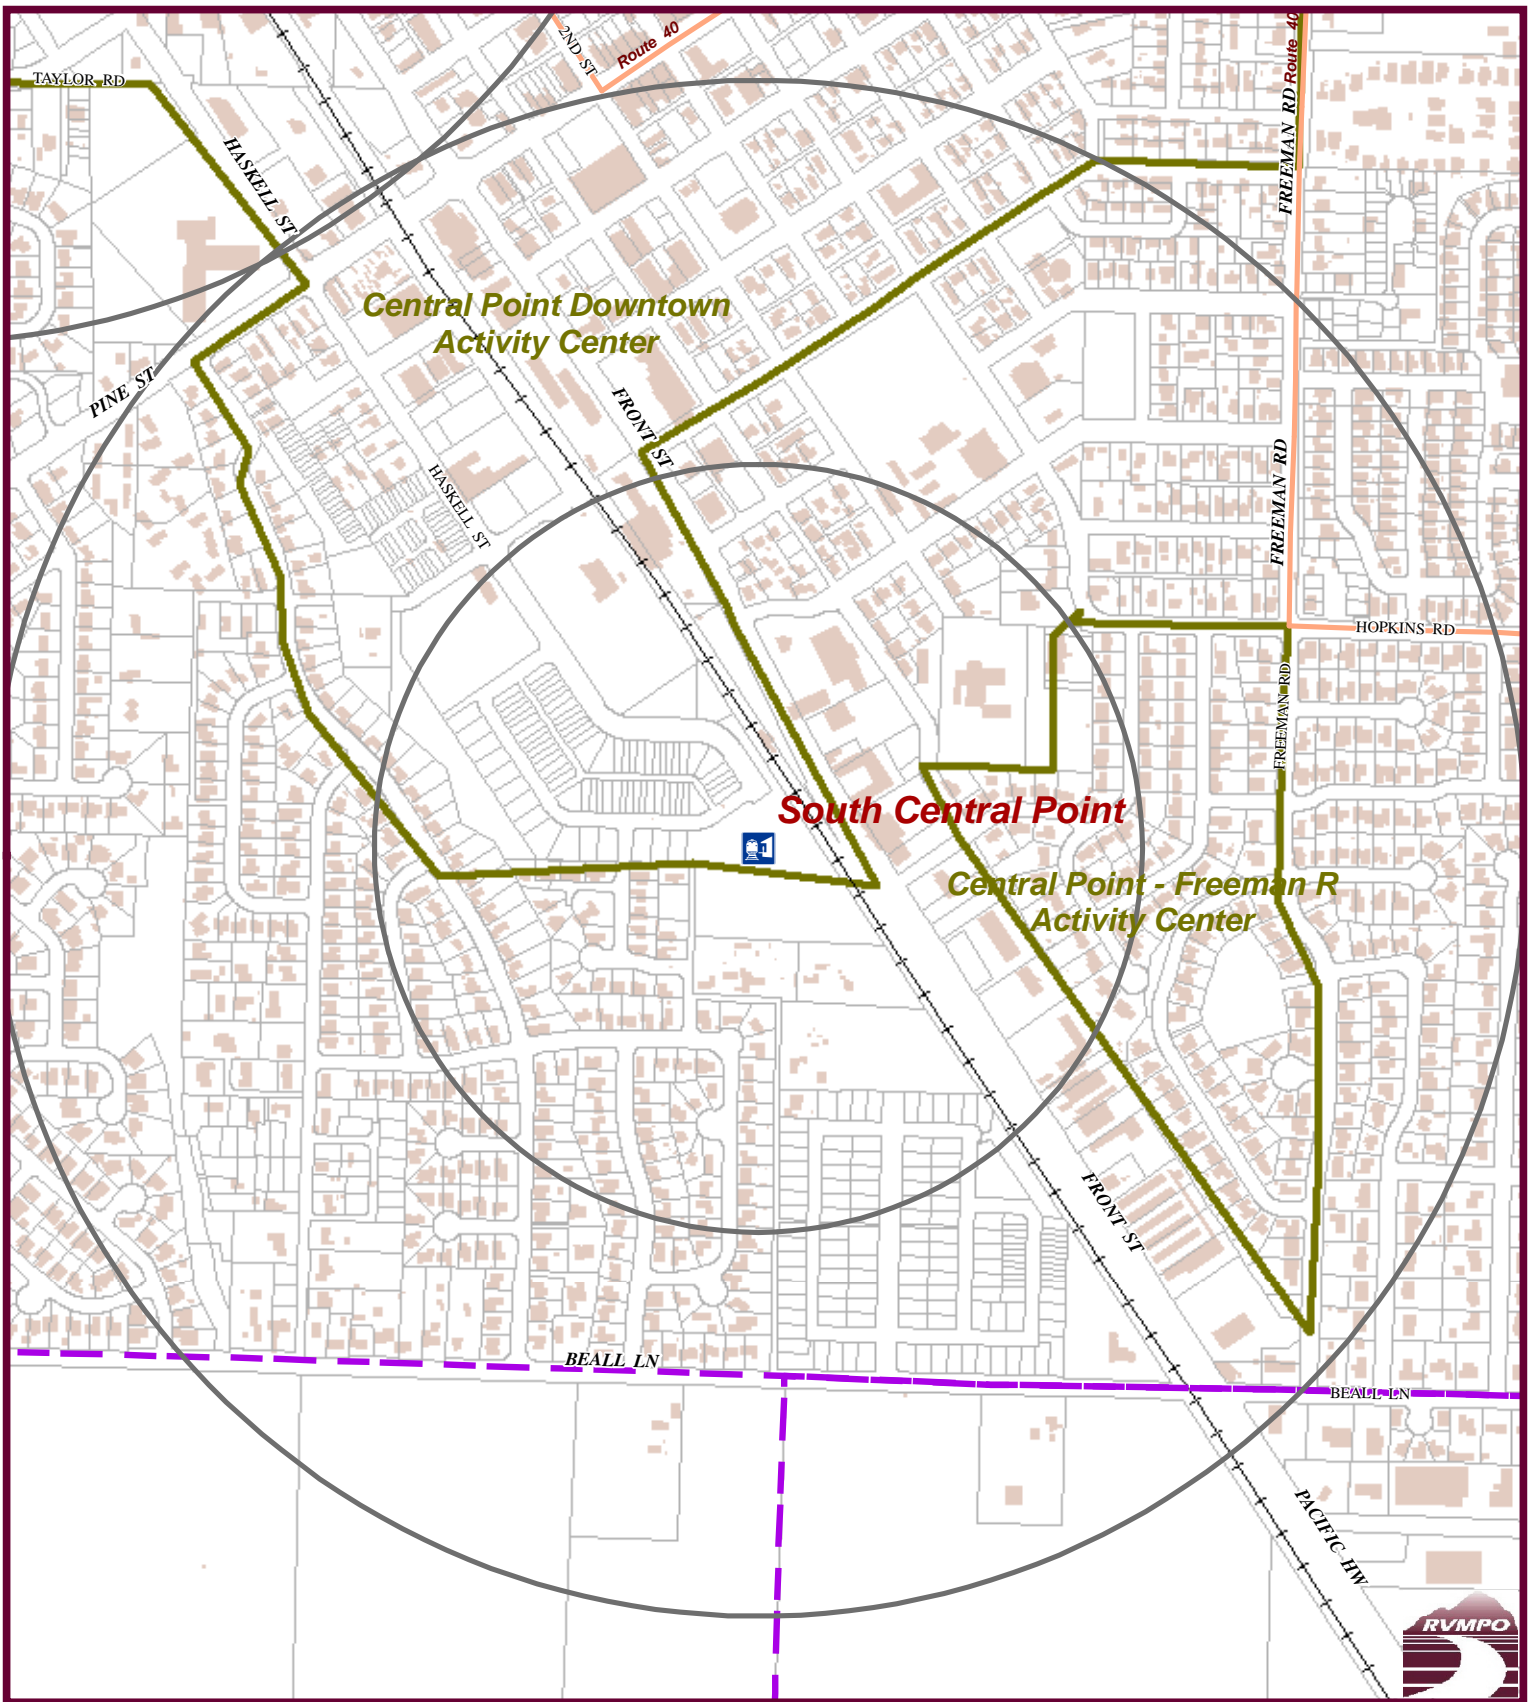 2ND ST
Route 40
Route 40
TAYLOR RD
FREEMAN RD
HASKELL ST
Central Point Downtown
Activity Center
PINE ST
FRONT ST
HASKELL ST
FREEMAN RD
HOPKINS RD
FREEMAN RD
South Central Point
Central Point - Freeman R
Activity Center
FRONT ST
BEALL LN
BEALL LN
PACIFIC HW
RVMPO